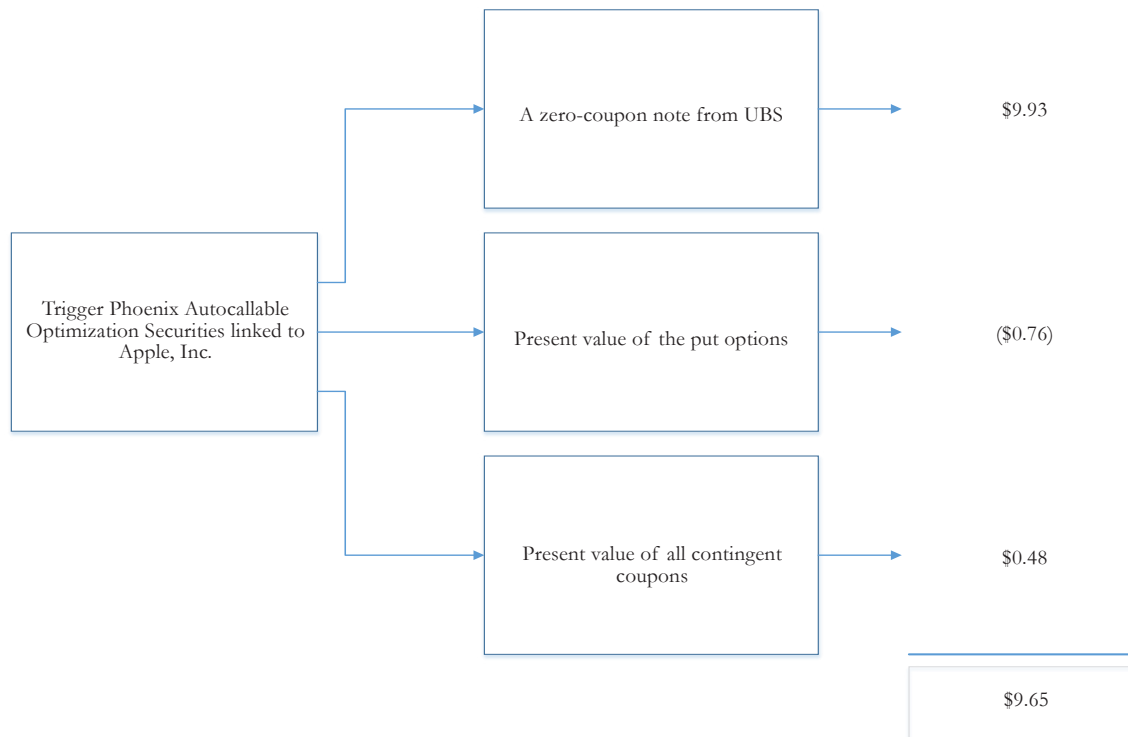 A zero-coupon note from UBS
$9.93
Trigger Phoenix Autocallable
Optimization Securities linked to
Apple, Inc.
Present value of the put options
($0.76)
Present value of all contingent
coupons
$0.48
$9.65